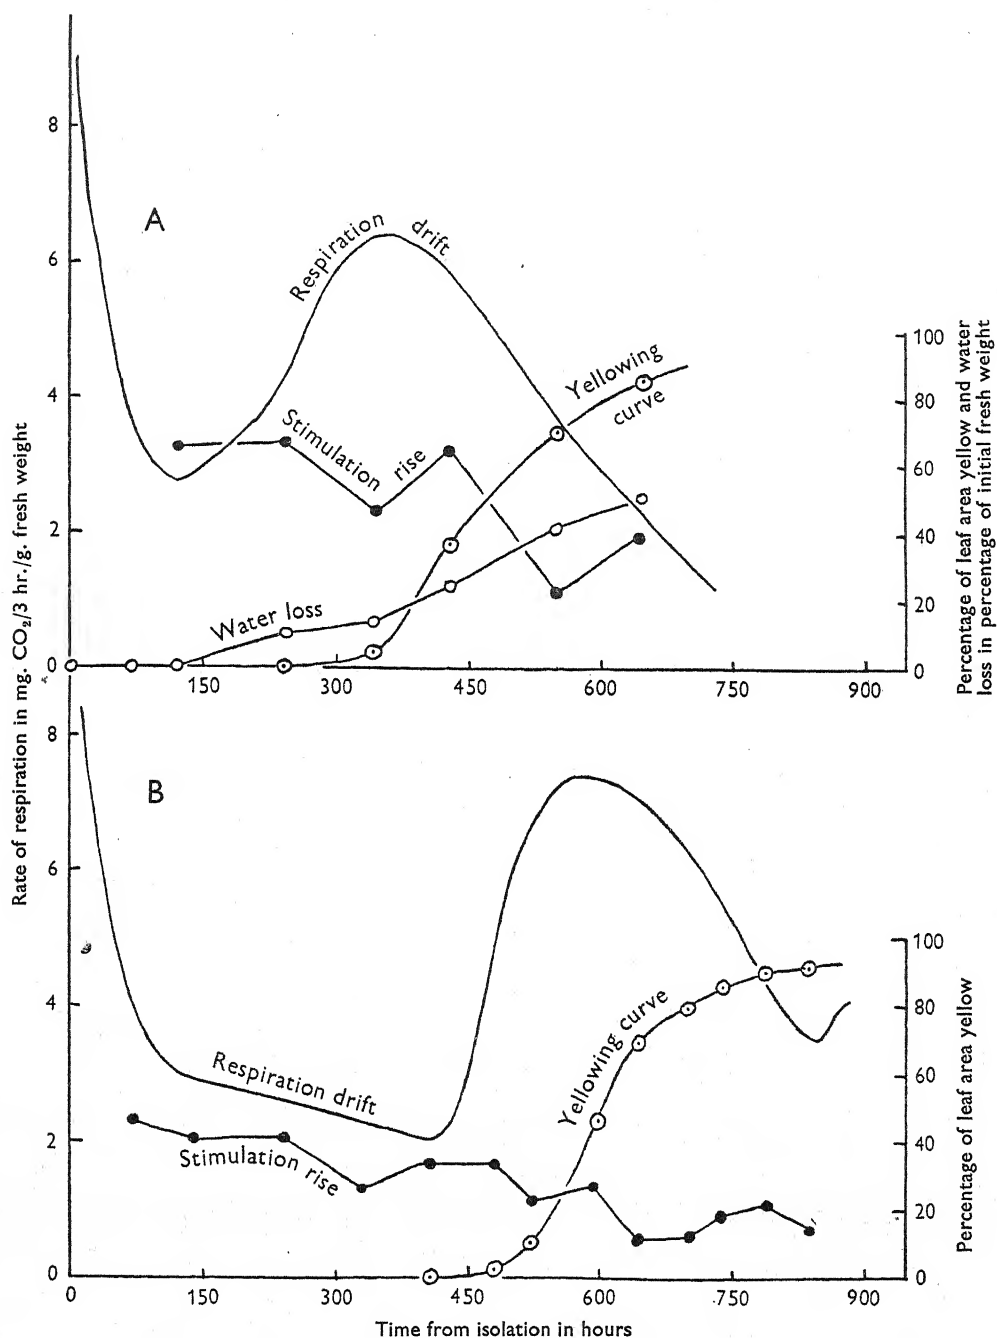 8
A
Respiration drift
6
4
Stimulation rise
Yellowing curve
2
Water loss
0
150 300 450 600 750 900
100
80
60
40
20
0
Percentage of leaf area yellow and water
loss in percentage of initial fresh weight
Rate of respiration in mg. CO₂/3 hr./g. fresh weight
8
B
6
4
Respiration drift
2
Stimulation rise
Yellowing curve
0
0 150 300 450 600 750 900
100
80
60
40
20
0
Percentage of leaf area yellow
Time from isolation in hours